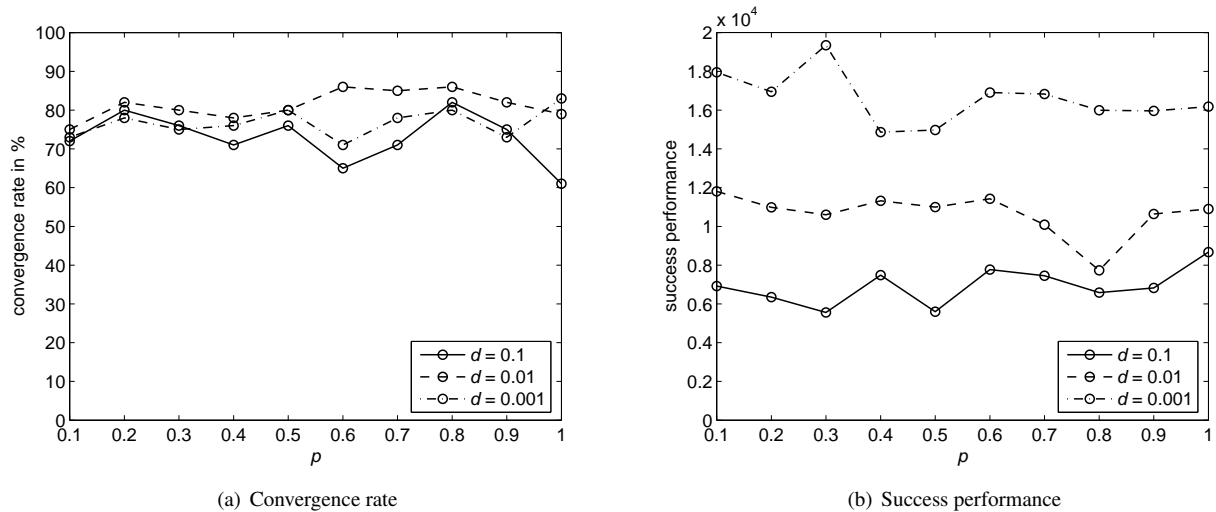 100
90
80
70
60
50
40
30
20
10
0
convergence rate in %
0.1 0.2 0.3 0.4 0.5 0.6 0.7 0.8 0.9 1
p
d = 0.1
d = 0.01
d = 0.001
(a) Convergence rate
x 10^4
2
1.8
1.6
1.4
1.2
1
0.8
0.6
0.4
0.2
0
success performance
0.1 0.2 0.3 0.4 0.5 0.6 0.7 0.8 0.9 1
p
d = 0.1
d = 0.01
d = 0.001
(b) Success performance